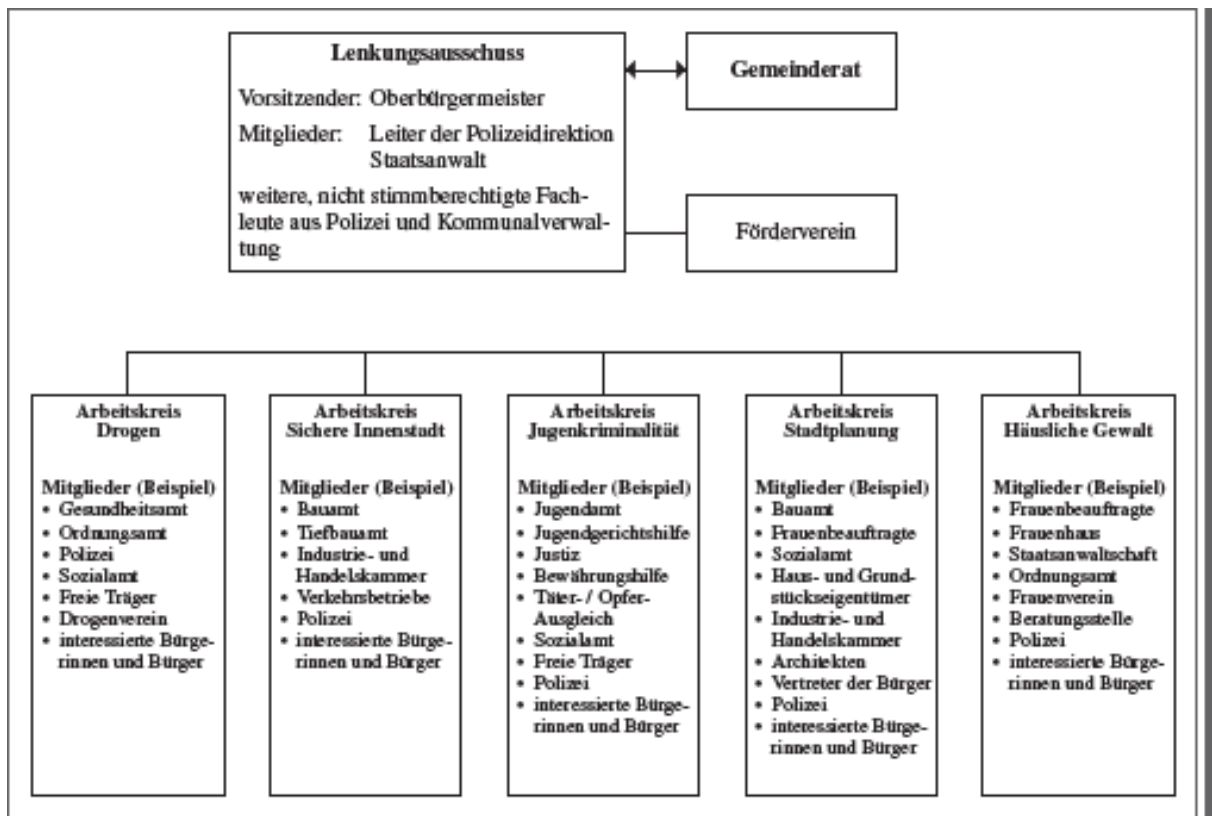 Lenkungsausschuss
Vorsitzender: Oberbürgermeister
Mitglieder: Leiter der Polizeidirektion
Staatsanwalt
weitere, nicht stimmberechtigte Fach-
leute aus Polizei und Kommunalverwal-
tung
Gemeinderat
Förderverein
Arbeitskreis
Drogen
Mitglieder (Beispiel)
• Gesundheitsamt
• Ordnungsamt
• Polizei
• Sozialamt
• Freie Träger
• Drogenverein
• interessierte Bürge-
rinnen und Bürger
Arbeitskreis
Sichere Innenstadt
Mitglieder (Beispiel)
• Bauamt
• Tiefbauamt
• Industrie- und
Handelskammer
• Verkehrsbetriebe
• Polizei
• interessierte Bürge-
rinnen und Bürger
Arbeitskreis
Jugenkriminalität
Mitglieder (Beispiel)
• Jugendamt
• Jugendgerichtshilfe
• Justiz
• Bewährungshilfe
• Täter- / Opfer-
Ausgleich
• Sozialamt
• Freie Träger
• Polizei
• interessierte Bürge-
rinnen und Bürger
Arbeitskreis
Stadtplanung
Mitglieder (Beispiel)
• Bauamt
• Frauenbeauftragte
• Sozialamt
• Haus- und Grund-
stückseigentümer
• Industrie- und
Handelskammer
• Architekten
• Vertreter der Bürger
• Polizei
• interessierte Bürge-
rinnen und Bürger
Arbeitskreis
Häusliche Gewalt
Mitglieder (Beispiel)
• Frauenbeauftragte
• Frauenhaus
• Staatsanwaltschaft
• Ordnungsamt
• Frauenverein
• Beratungsstelle
• Polizei
• interessierte Bürge-
rinnen und Bürger